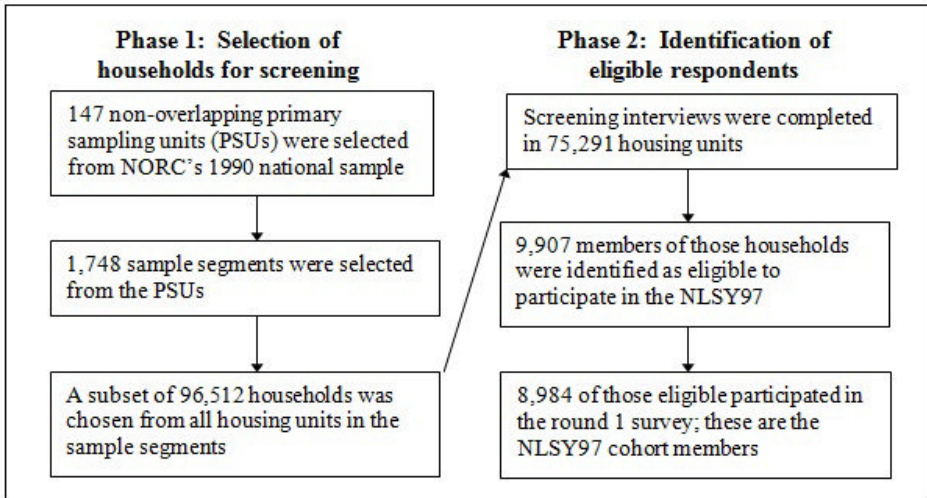 Phase 1: Selection of
households for screening
147 non-overlapping primary
sampling units (PSUs) were selected
from NORC's 1990 national sample
1,748 sample segments were selected
from the PSUs
A subset of 96,512 households was
chosen from all housing units in the
sample segments
Phase 2: Identification of
eligible respondents
Screening interviews were completed
in 75,291 housing units
9,907 members of those households
were identified as eligible to
participate in the NLSY97
8,984 of those eligible participated in
the round 1 survey; these are the
NLSY97 cohort members